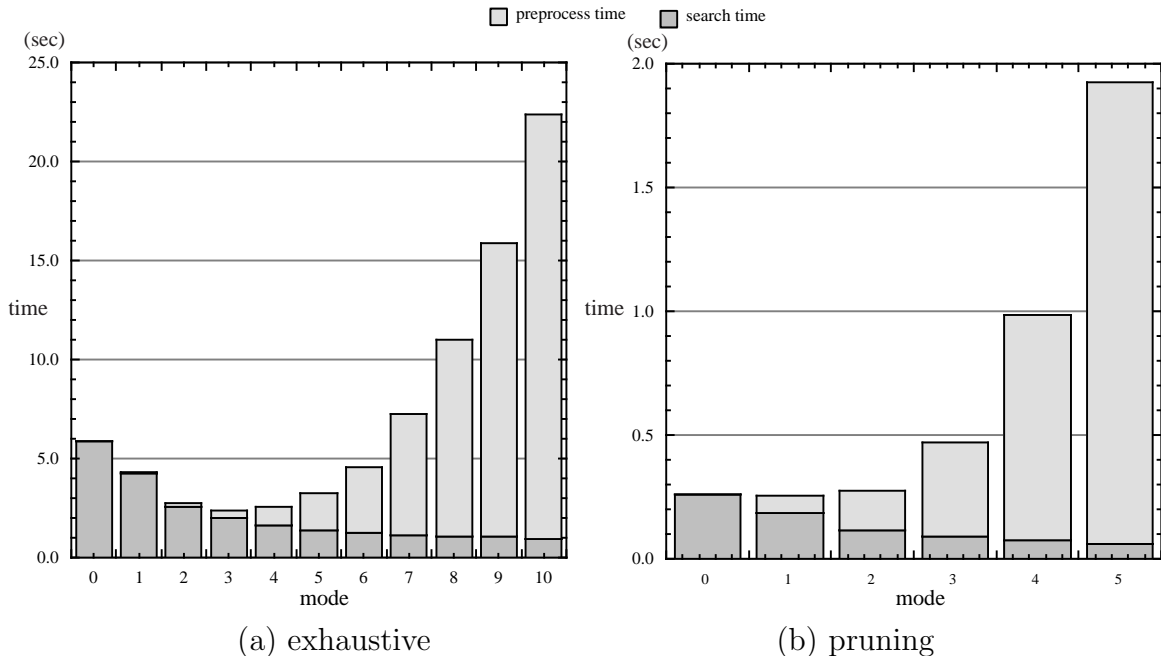 preprocess time search time
(sec)
25.0
20.0
15.0
time
10.0
5.0
0.0
0 1 2 3 4 5 6 7 8 9 10
mode
(a) exhaustive
(sec)
2.0
1.5
1.0
time
0.5
0.0
0 1 2 3 4 5
mode
(b) pruning